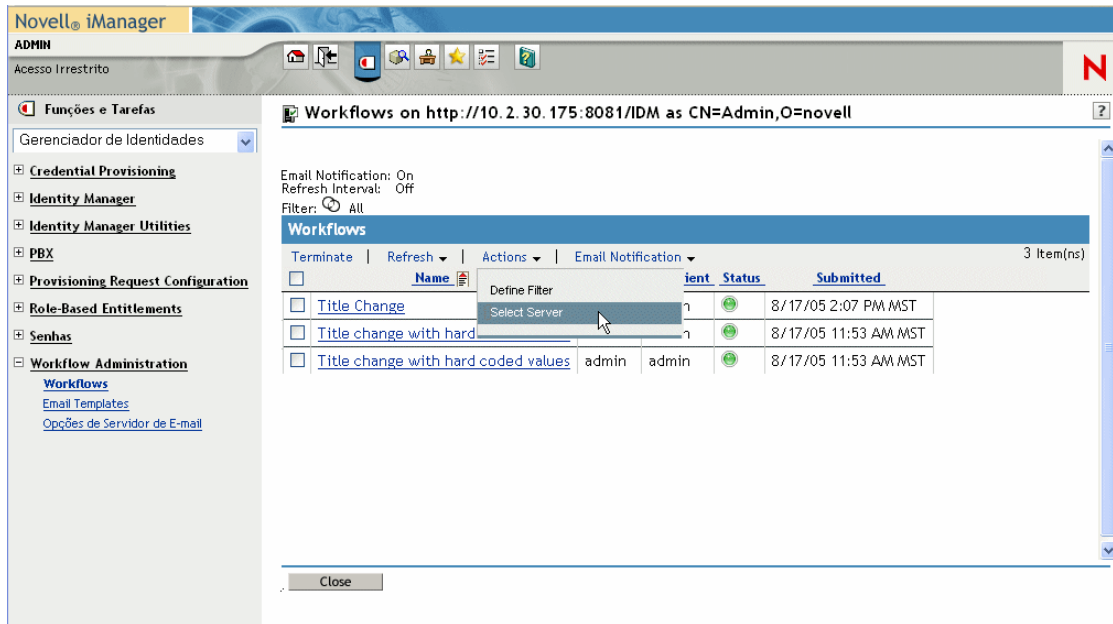 Novell® iManager
ADMIN
Acesso Irrestrito
N
Funções e Tarefas
Gerenciador de Identidades
Credential Provisioning
Identity Manager
Identity Manager Utilities
PBX
Provisioning Request Configuration
Role-Based Entitlements
Senhas
Workflow Administration
Workflows
Email Templates
Opções de Servidor de E-mail
Workflows on http://10.2.30.175:8081/IDM as CN=Admin,O=novell
?
Email Notification: On
Refresh Interval: Off
Filter: All
Workflows
Terminate | Refresh | Actions | Email Notification 3 Item(ns)
Name ient Status Submitted
Define Filter
Select Server
Title Change n 8/17/05 2:07 PM MST
Title change with hard n 8/17/05 11:53 AM MST
Title change with hard coded values admin admin 8/17/05 11:53 AM MST
Close